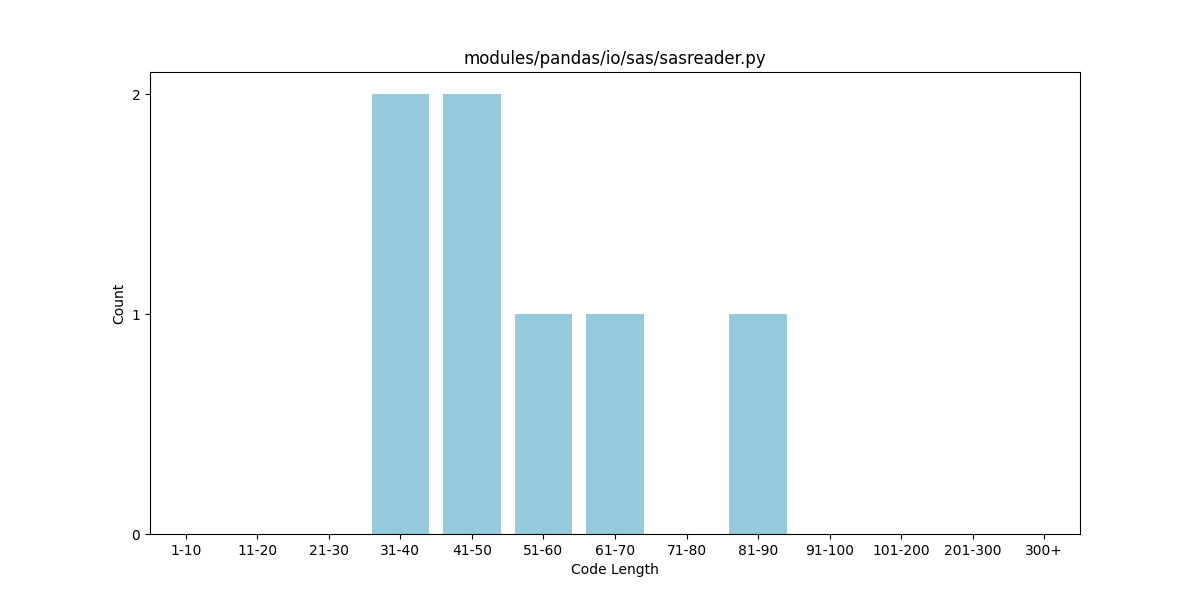 modules/pandas/io/sas/sasreader.py
Count
2
1
0
1-10 11-20 21-30 31-40 41-50 51-60 61-70 71-80 81-90 91-100 101-200 201-300 300+
Code Length